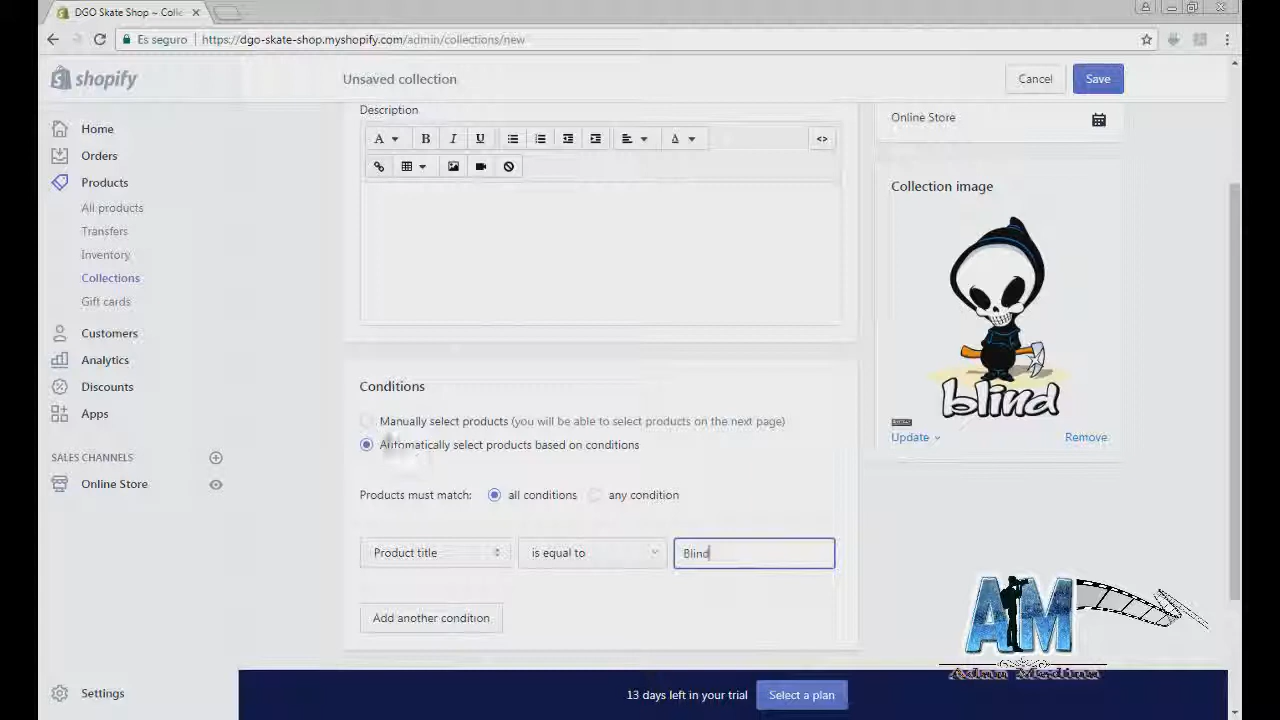 DGO Skate Shop ~ Colle
Es seguro
https://dgo-skate-shop.myshopify.com/admin/collections/new
shopify
Unsaved collection
Cancel
Save
Home
Orders
Products
All products
Transfers
Inventory
Collections
Gift cards
Customers
Analytics
Discounts
Apps
SALES CHANNELS
Online Store
Settings
Description
A
B
I
U
A
<>
Conditions
Manually select products (you will be able to select products on the next page)
Automatically select products based on conditions
Products must match: all conditions any condition
Product title is equal to Blind
Add another condition
Online Store
Collection image
blind
Update
Remove
AM
Adan Medina
13 days left in your trial
Select a plan